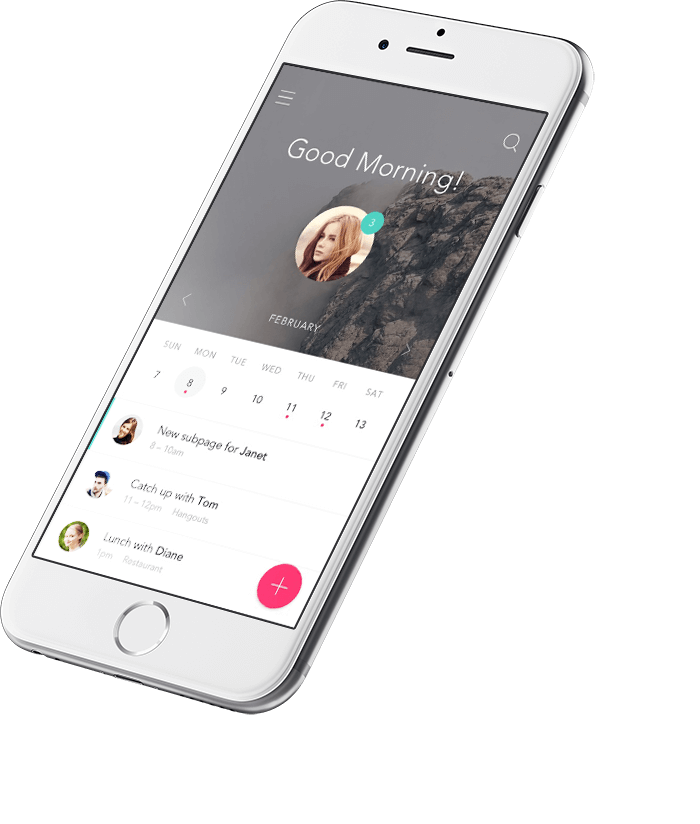 Good Morning!
3
FEBRUARY
SUN MON TUE WED THU FRI SAT
7 8 9 10 11 12 13
New subpage for Janet
8 – 10am
Catch up with Tom
11 – 12pm Hangouts
Lunch with Diane
1pm Restaurant